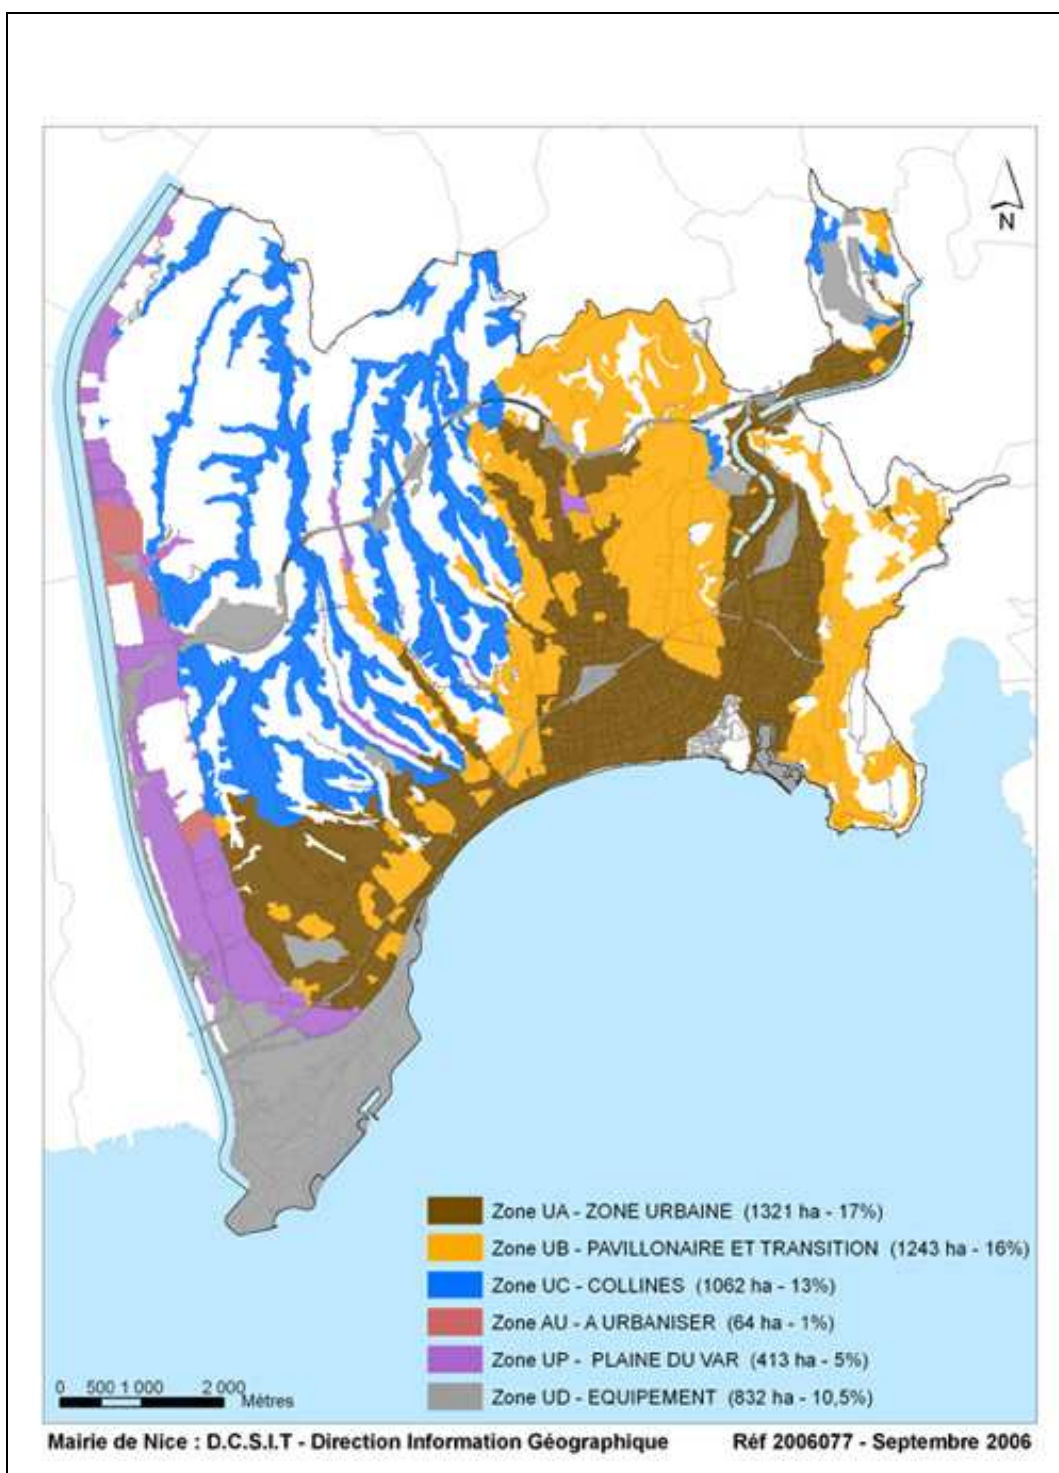 N
Zone UA - ZONE URBAINE (1321 ha - 17%)
Zone UB - PAVILLONAIRE ET TRANSITION (1243 ha - 16%)
Zone UC - COLLINES (1062 ha - 13%)
Zone AU - A URBANISER (64 ha - 1%)
Zone UP - PLAINE DU VAR (413 ha - 5%)
Zone UD - EQUIPEMENT (832 ha - 10,5%)
0 500 1 000 2 000
Mètres
Mairie de Nice : D.C.S.I.T - Direction Information Géographique Réf 2006077 - Septembre 2006